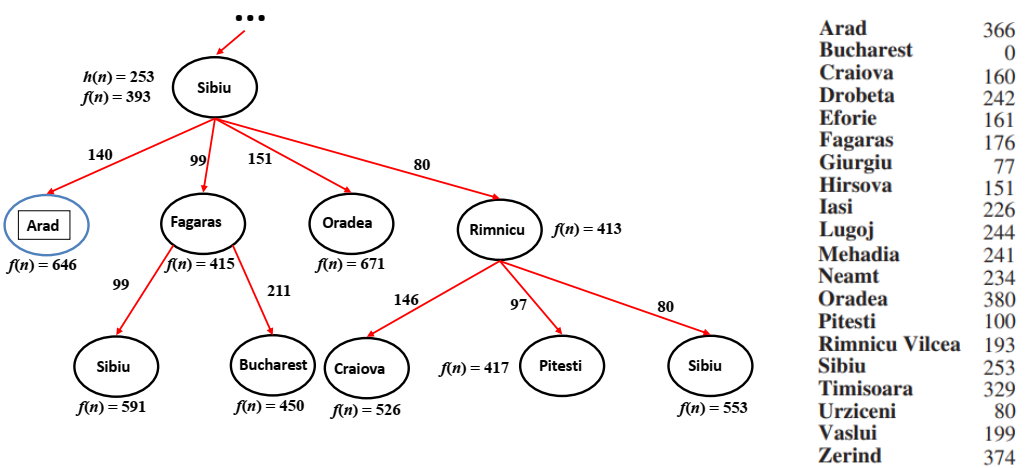 ...
h(n) = 253
f(n) = 393
Sibiu
140
99
151
80
Arad
Fagaras
Oradea
Rimnicu
f(n) = 413
f(n) = 646
f(n) = 415
f(n) = 671
99
211
146
97
80
Sibiu
Bucharest
Craiova
f(n) = 417
Pitesti
Sibiu
f(n) = 591
f(n) = 450
f(n) = 526
f(n) = 553
Arad 366
Bucharest 0
Craiova 160
Drobeta 242
Eforie 161
Fagaras 176
Giurgiu 77
Hirsova 151
Iasi 226
Lugoj 244
Mehadia 241
Neamt 234
Oradea 380
Pitesti 100
Rimnicu Vilcea 193
Sibiu 253
Timisoara 329
Urziceni 80
Vaslui 199
Zerind 374